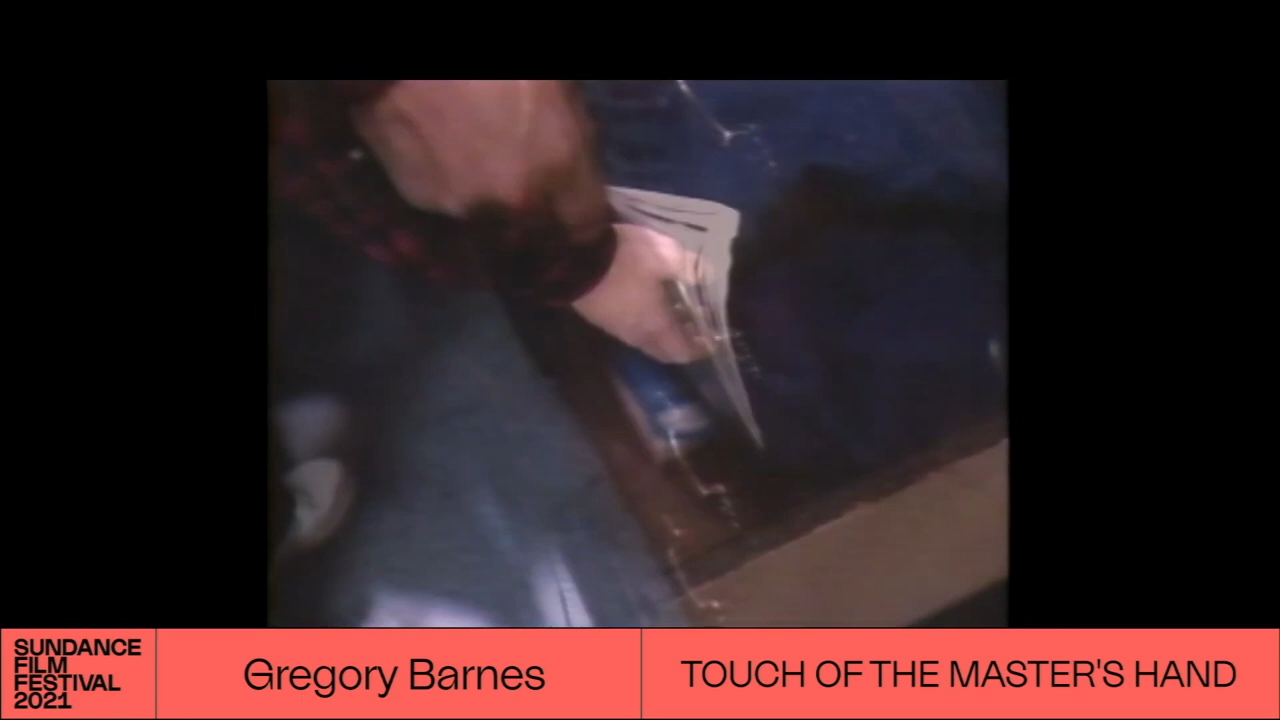 SUNDANCE
FILM
FESTIVAL
2021
Gregory Barnes
TOUCH OF THE MASTER'S HAND